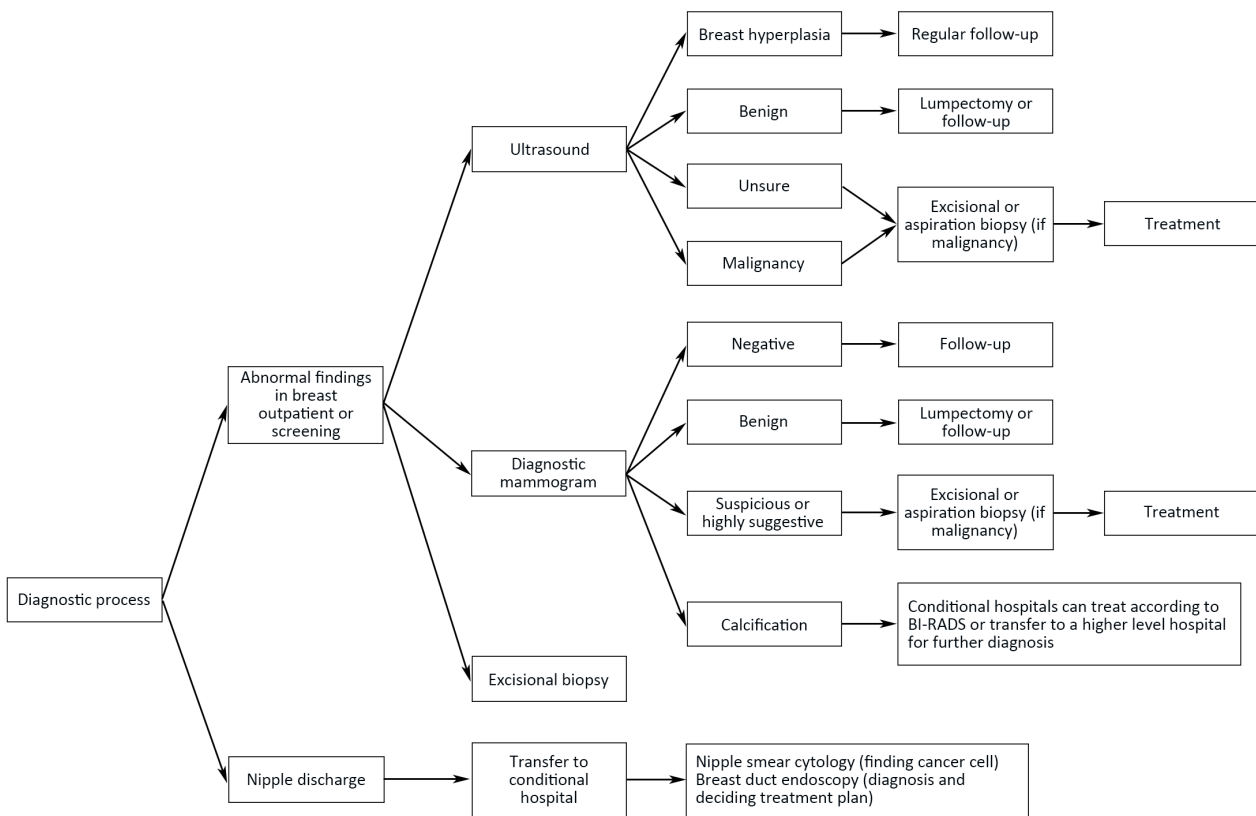 Breast hyperplasia
Regular follow-up
Benign
Lumpectomy or
follow-up
Ultrasound
Unsure
Excisional or
aspiration biopsy (if
malignancy)
Treatment
Malignancy
Negative
Follow-up
Abnormal findings
in breast
outpatient or
screening
Benign
Lumpectomy or
follow-up
Diagnostic
mammogram
Suspicious or
highly suggestive
Excisional or
aspiration biopsy (if
malignancy)
Treatment
Diagnostic process
Calcification
Conditional hospitals can treat according to
BI-RADS or transfer to a higher level hospital
for further diagnosis
Excisional biopsy
Nipple discharge
Transfer to
conditional
hospital
Nipple smear cytology (finding cancer cell)
Breast duct endoscopy (diagnosis and
deciding treatment plan)